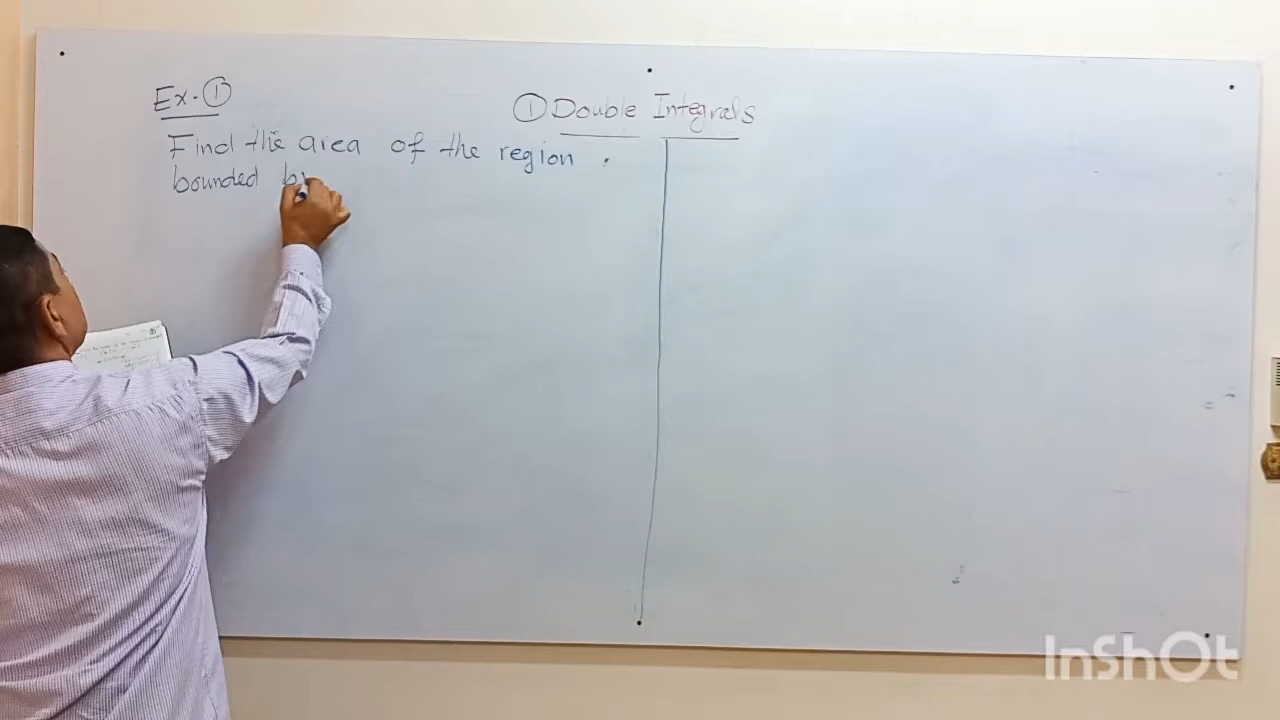 Ex. ①
① Double Integrals
Find the area of the region .
bounded by
InShOt